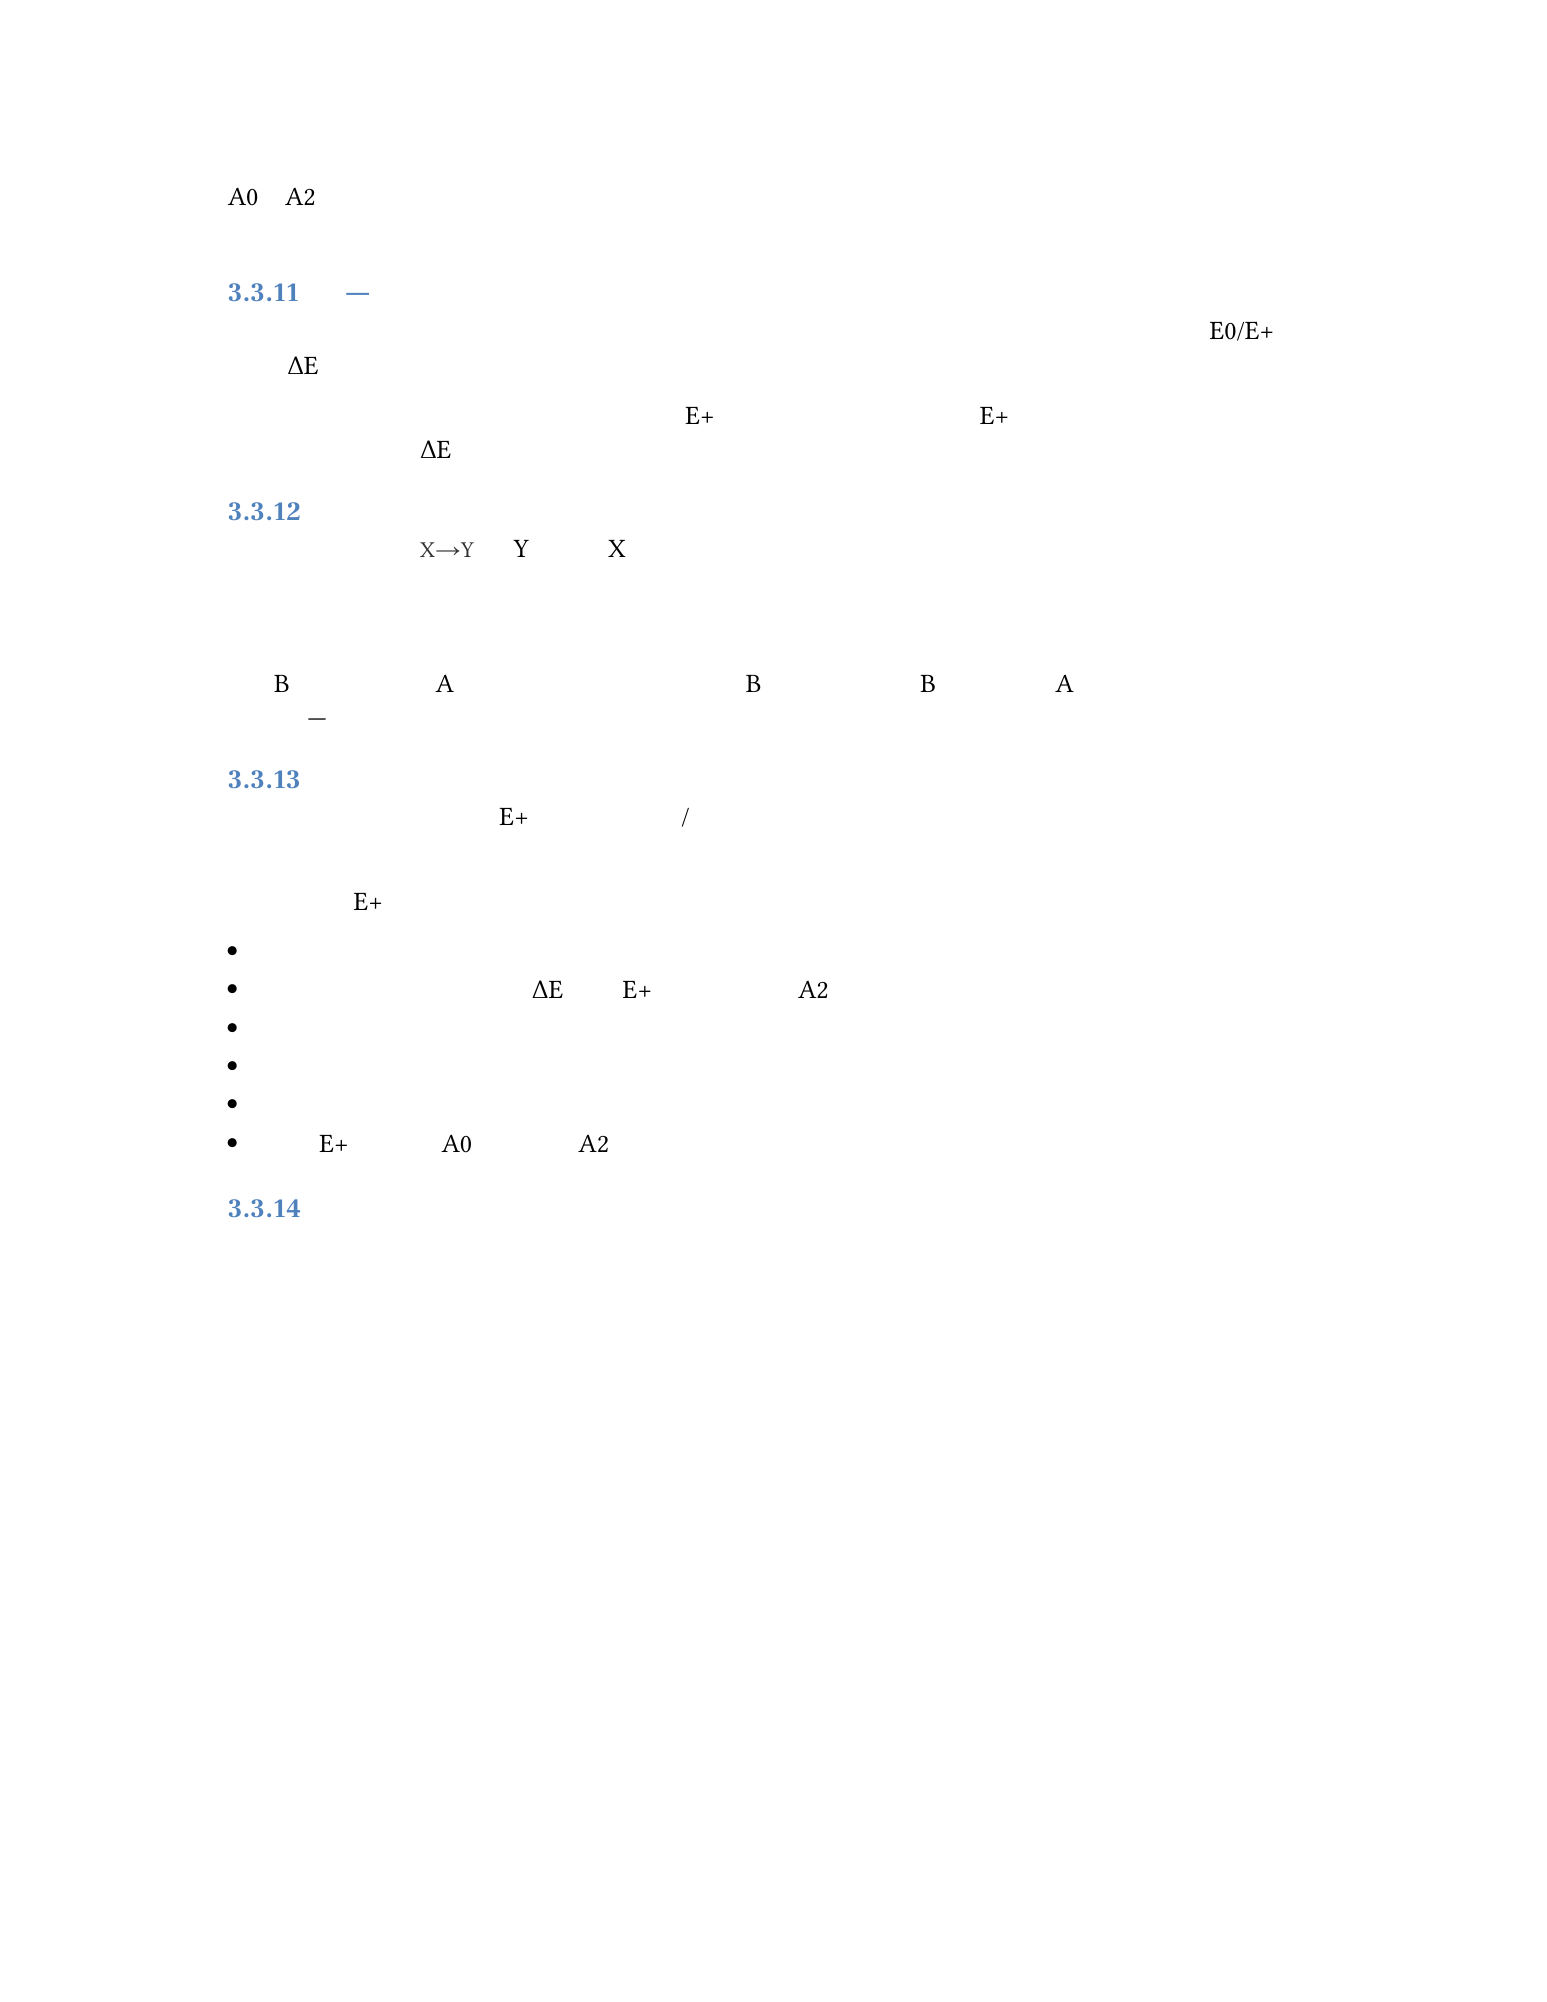 A0 A2
3.3.11 —
E0/E+
ΔE
E+ E+
ΔE
3.3.12
X→Y Y X
B A B B A
—
3.3.13
E+ /
E+
•
• ΔE E+ A2
•
•
•
• E+ A0 A2
3.3.14